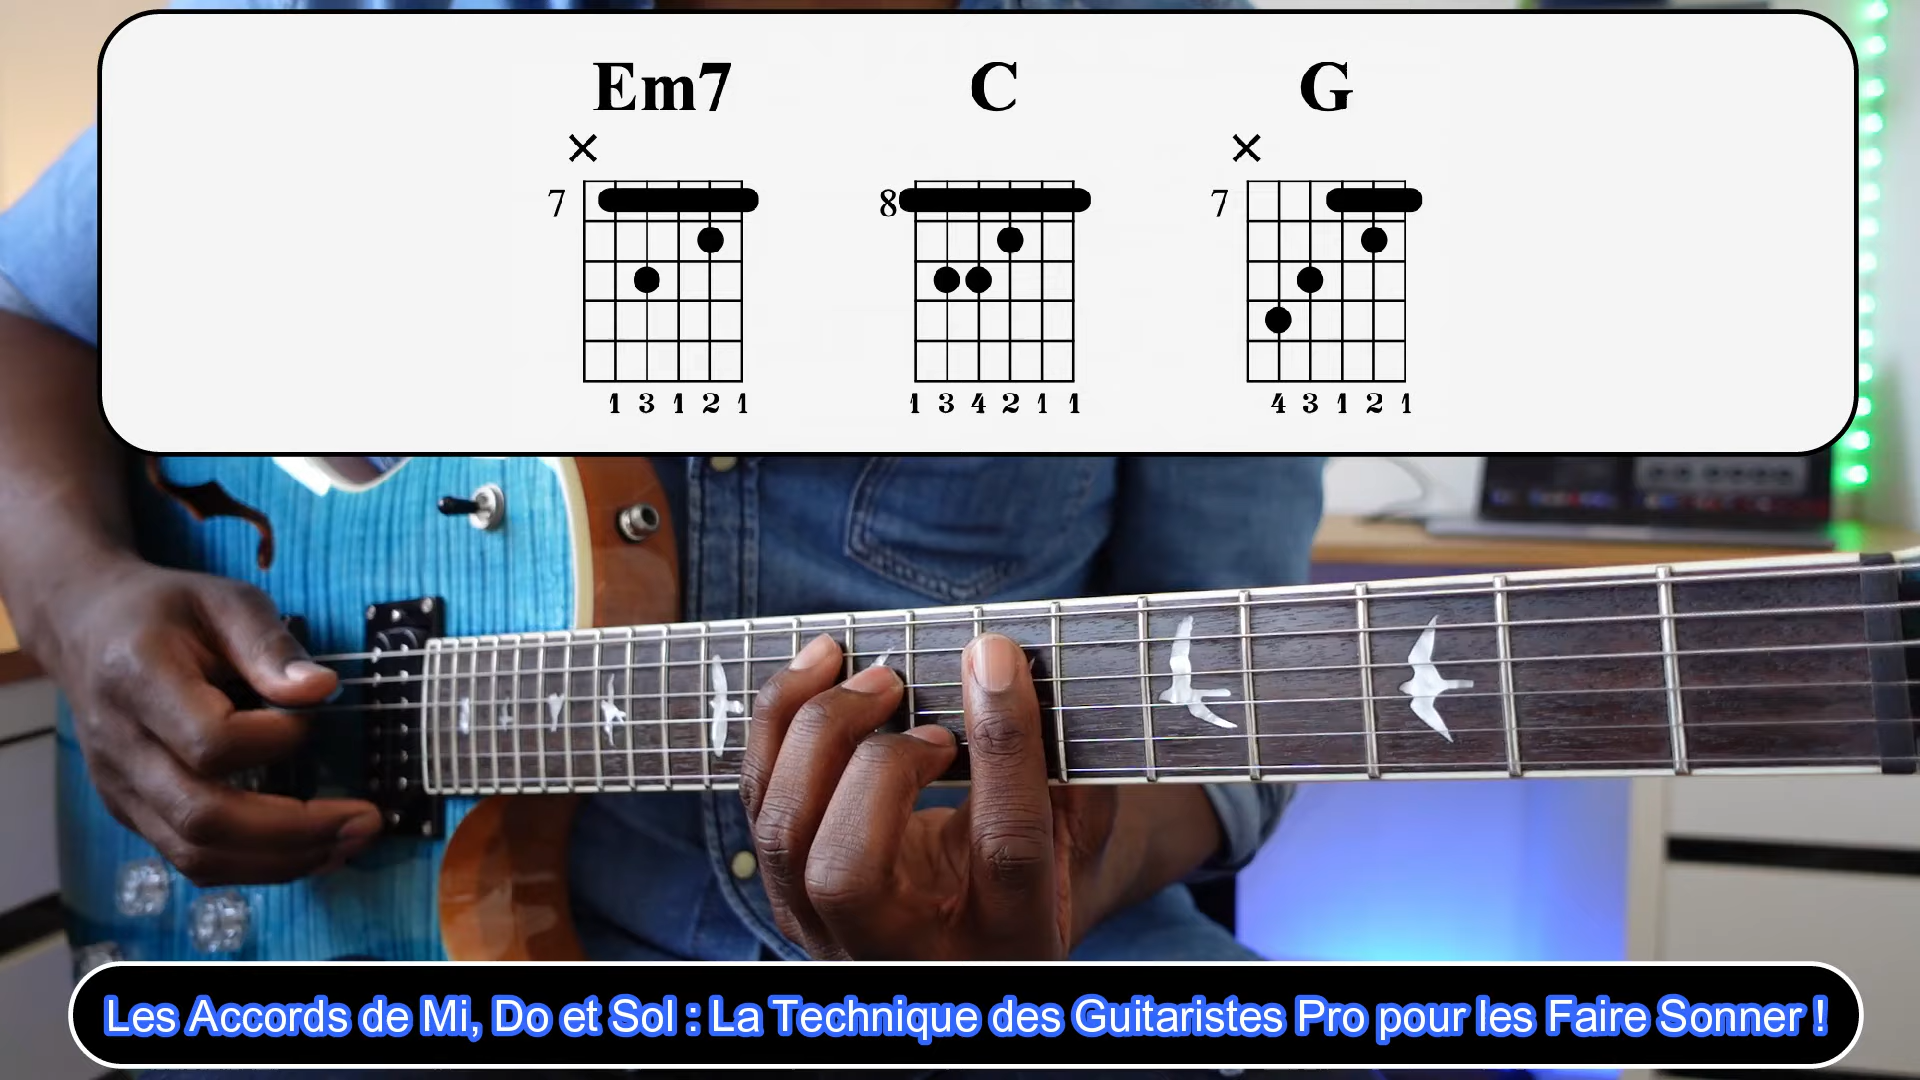 Em7 C G
× ×
7 8 7
1 3 1 2 1 1 3 4 2 1 1 4 3 1 2 1
Les Accords de Mi, Do et Sol : La Technique des Guitaristes Pro pour les Faire Sonner !